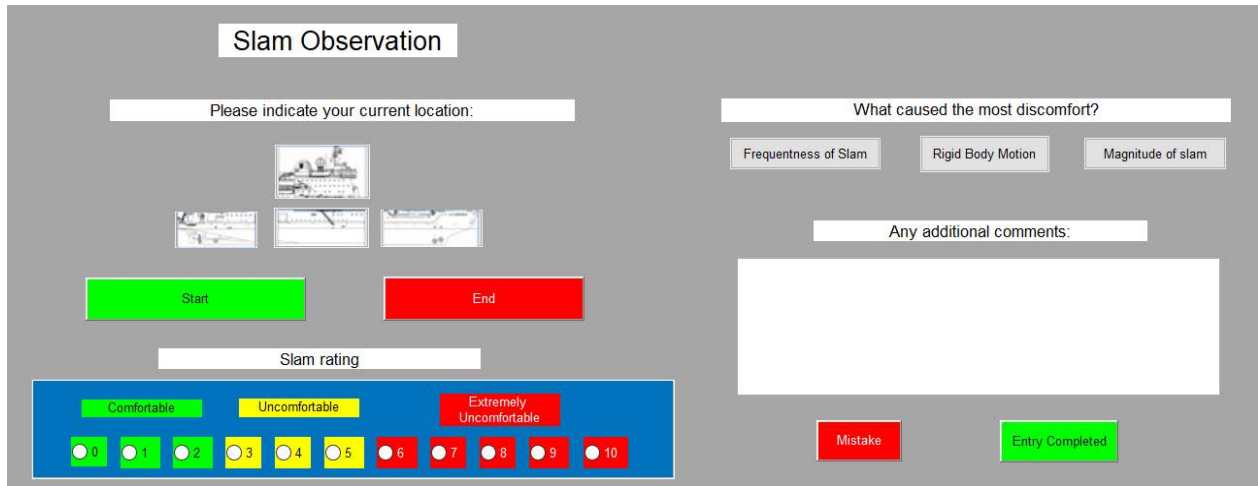 Slam Observation
Please indicate your current location:
Start
End
Slam rating
Comfortable
Uncomfortable
Extremely
Uncomfortable
0 1 2 3 4 5 6 7 8 9 10
What caused the most discomfort?
Frequentness of Slam
Rigid Body Motion
Magnitude of slam
Any additional comments:
Mistake
Entry Completed